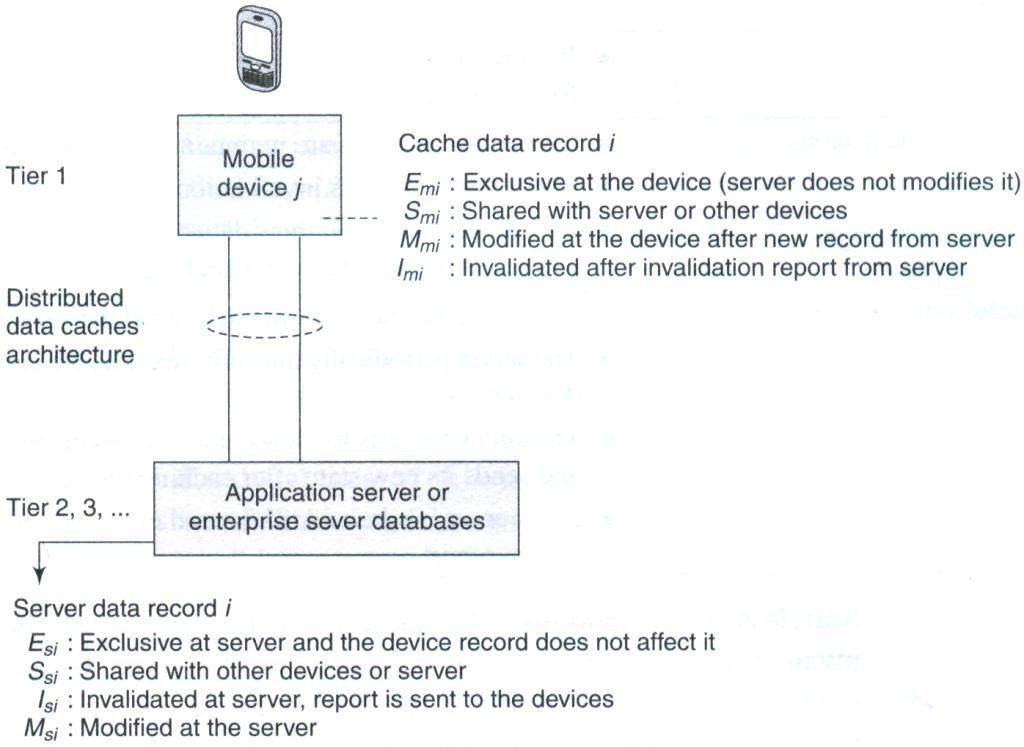 Tier 1
Mobile
device j
Cache data record i
Emi : Exclusive at the device (server does not modifies it)
Smi : Shared with server or other devices
Mmi : Modified at the device after new record from server
Imi : Invalidated after invalidation report from server
Distributed
data caches
architecture
Tier 2, 3, ...
Application server or
enterprise sever databases
Server data record i
Esi : Exclusive at server and the device record does not affect it
Ssi : Shared with other devices or server
Isi : Invalidated at server, report is sent to the devices
Msi : Modified at the server